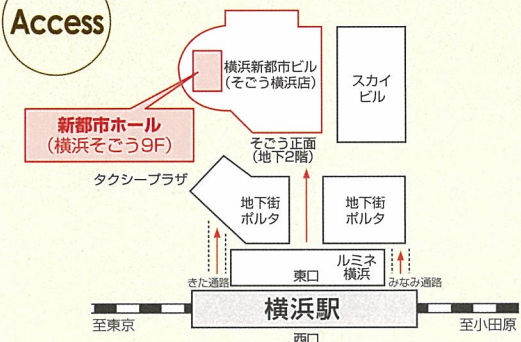 Access
横浜新都市ビル
(そごう横浜店)
スカイ
ビル
新都市ホール
(横浜そごう9F)
そごう正面
(地下2階)
タクシープラザ
地下街
ポルタ
地下街
ポルタ
ルミネ
横浜
東口
きた通路
みなみ通路
横浜駅
至東京
至小田原
西口